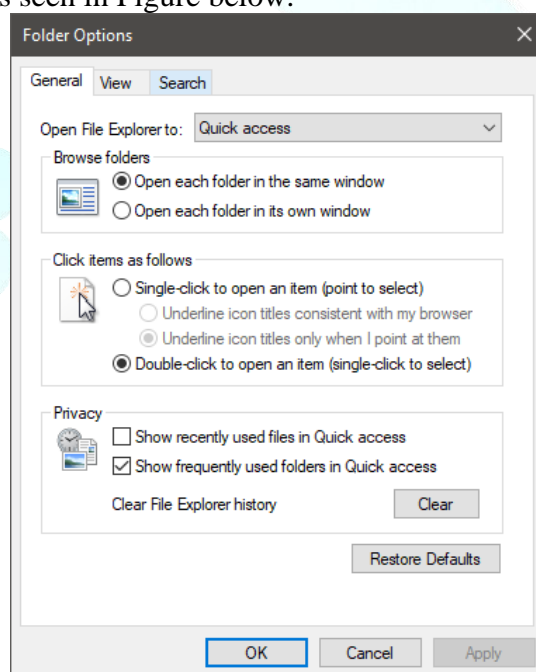 s seen in Figure below.
Folder Options
General View Search
Open File Explorer to: Quick access
Browse folders
Open each folder in the same window
Open each folder in its own window
Click items as follows
Single-click to open an item (point to select)
Underline icon titles consistent with my browser
Underline icon titles only when I point at them
Double-click to open an item (single-click to select)
Privacy
Show recently used files in Quick access
Show frequently used folders in Quick access
Clear File Explorer history Clear
Restore Defaults
OK Cancel Apply